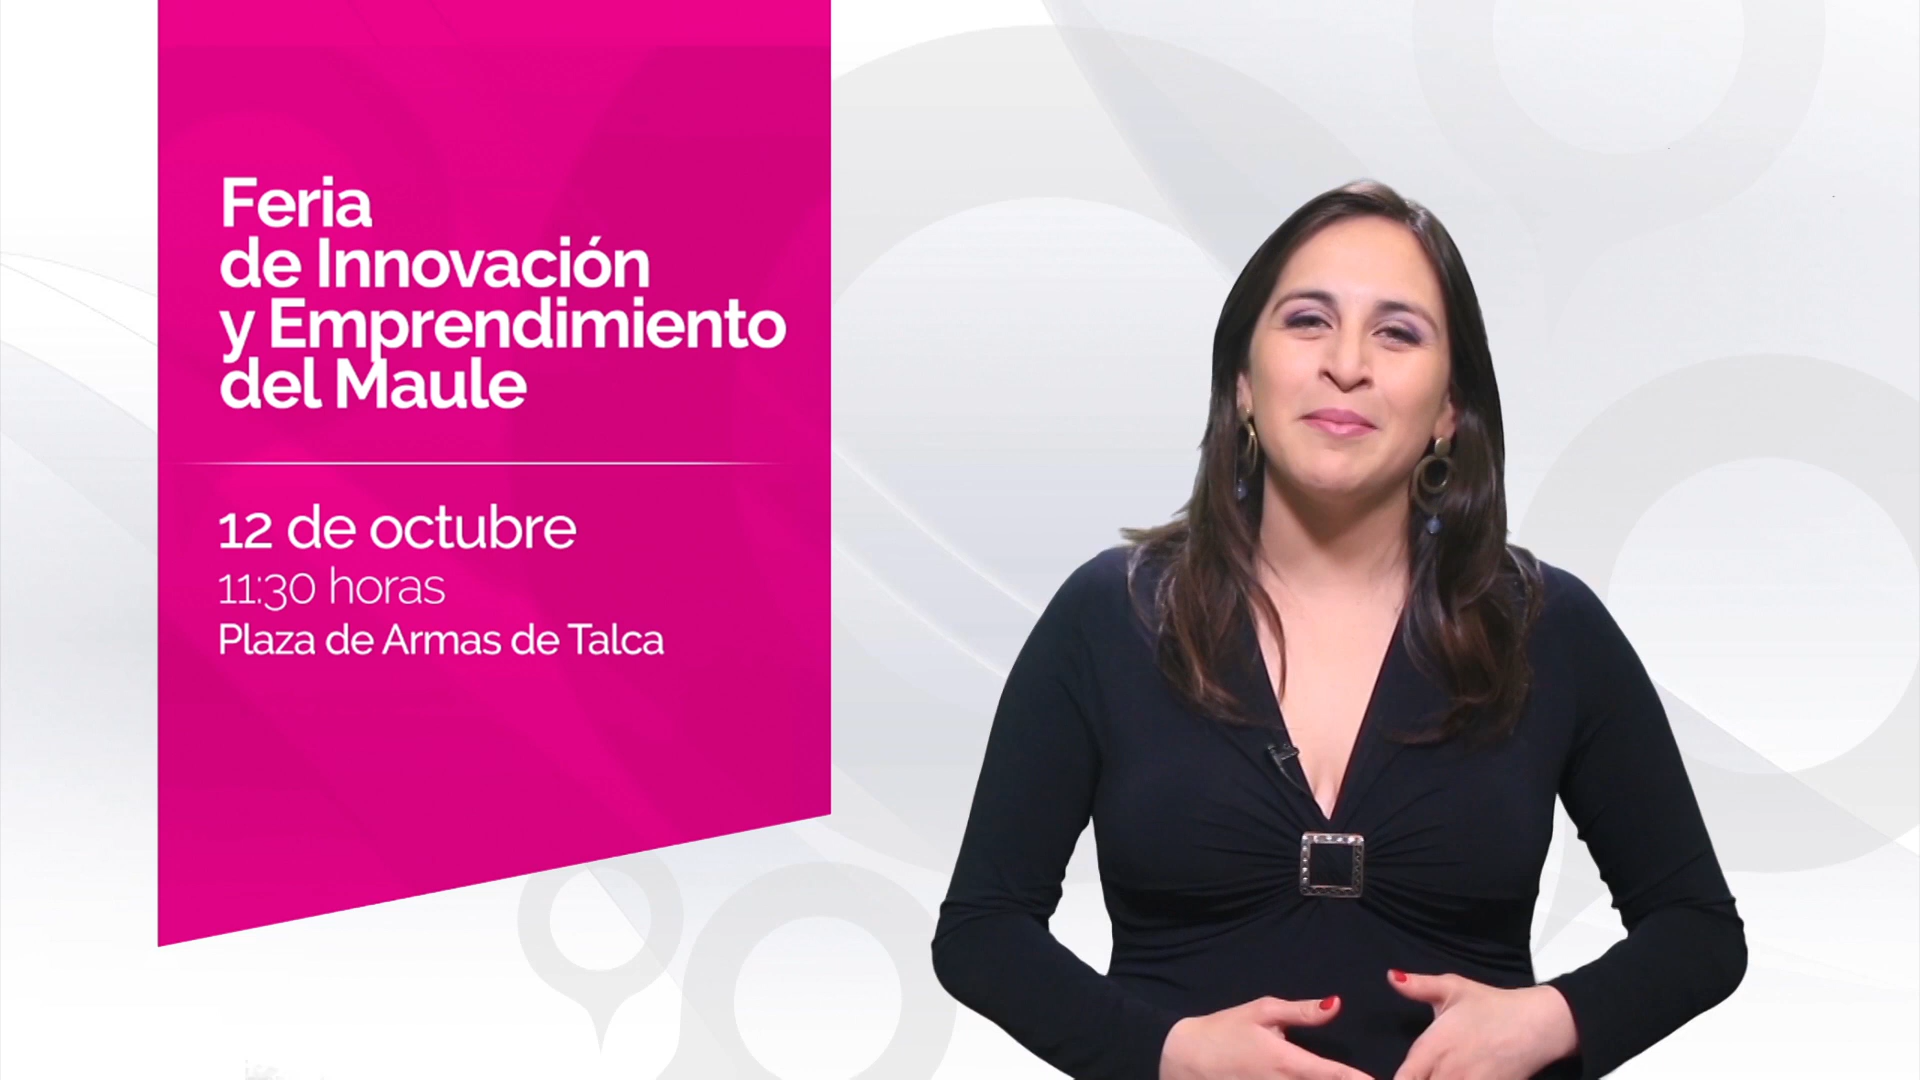 Feria
de Innovación
y Emprendimiento
del Maule
12 de octubre
11:30 horas
Plaza de Armas de Talca